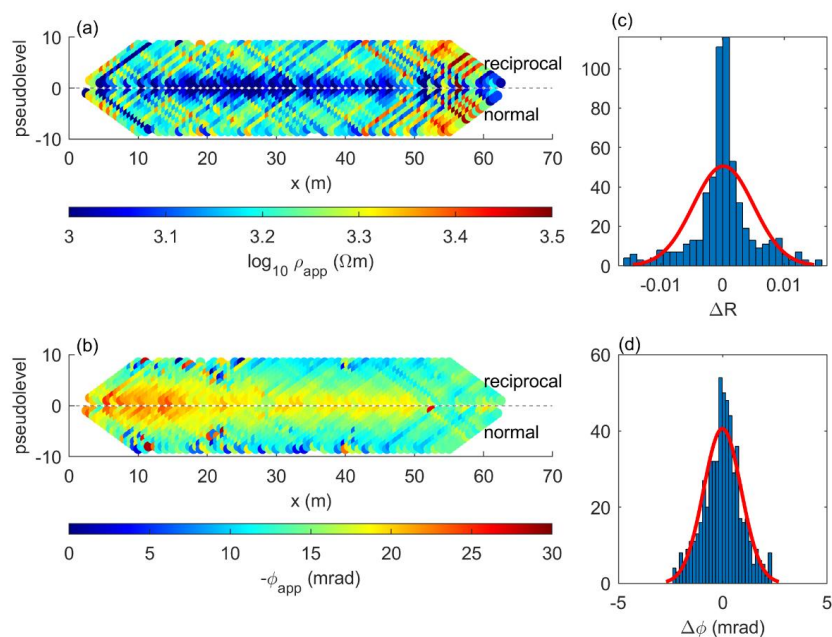 (a)
10
0
-10
pseudolevel
reciprocal
normal
0 10 20 30 40 50 60 70
x (m)
3 3.1 3.2 3.3 3.4 3.5
log₁₀ ρ_app (Ωm)
(b)
10
0
-10
pseudolevel
reciprocal
normal
0 10 20 30 40 50 60 70
x (m)
0 5 10 15 20 25 30
-ϕ_app (mrad)
(c)
100
80
60
40
20
0
-0.01 0 0.01
ΔR
(d)
60
40
20
0
-5 0 5
Δϕ (mrad)